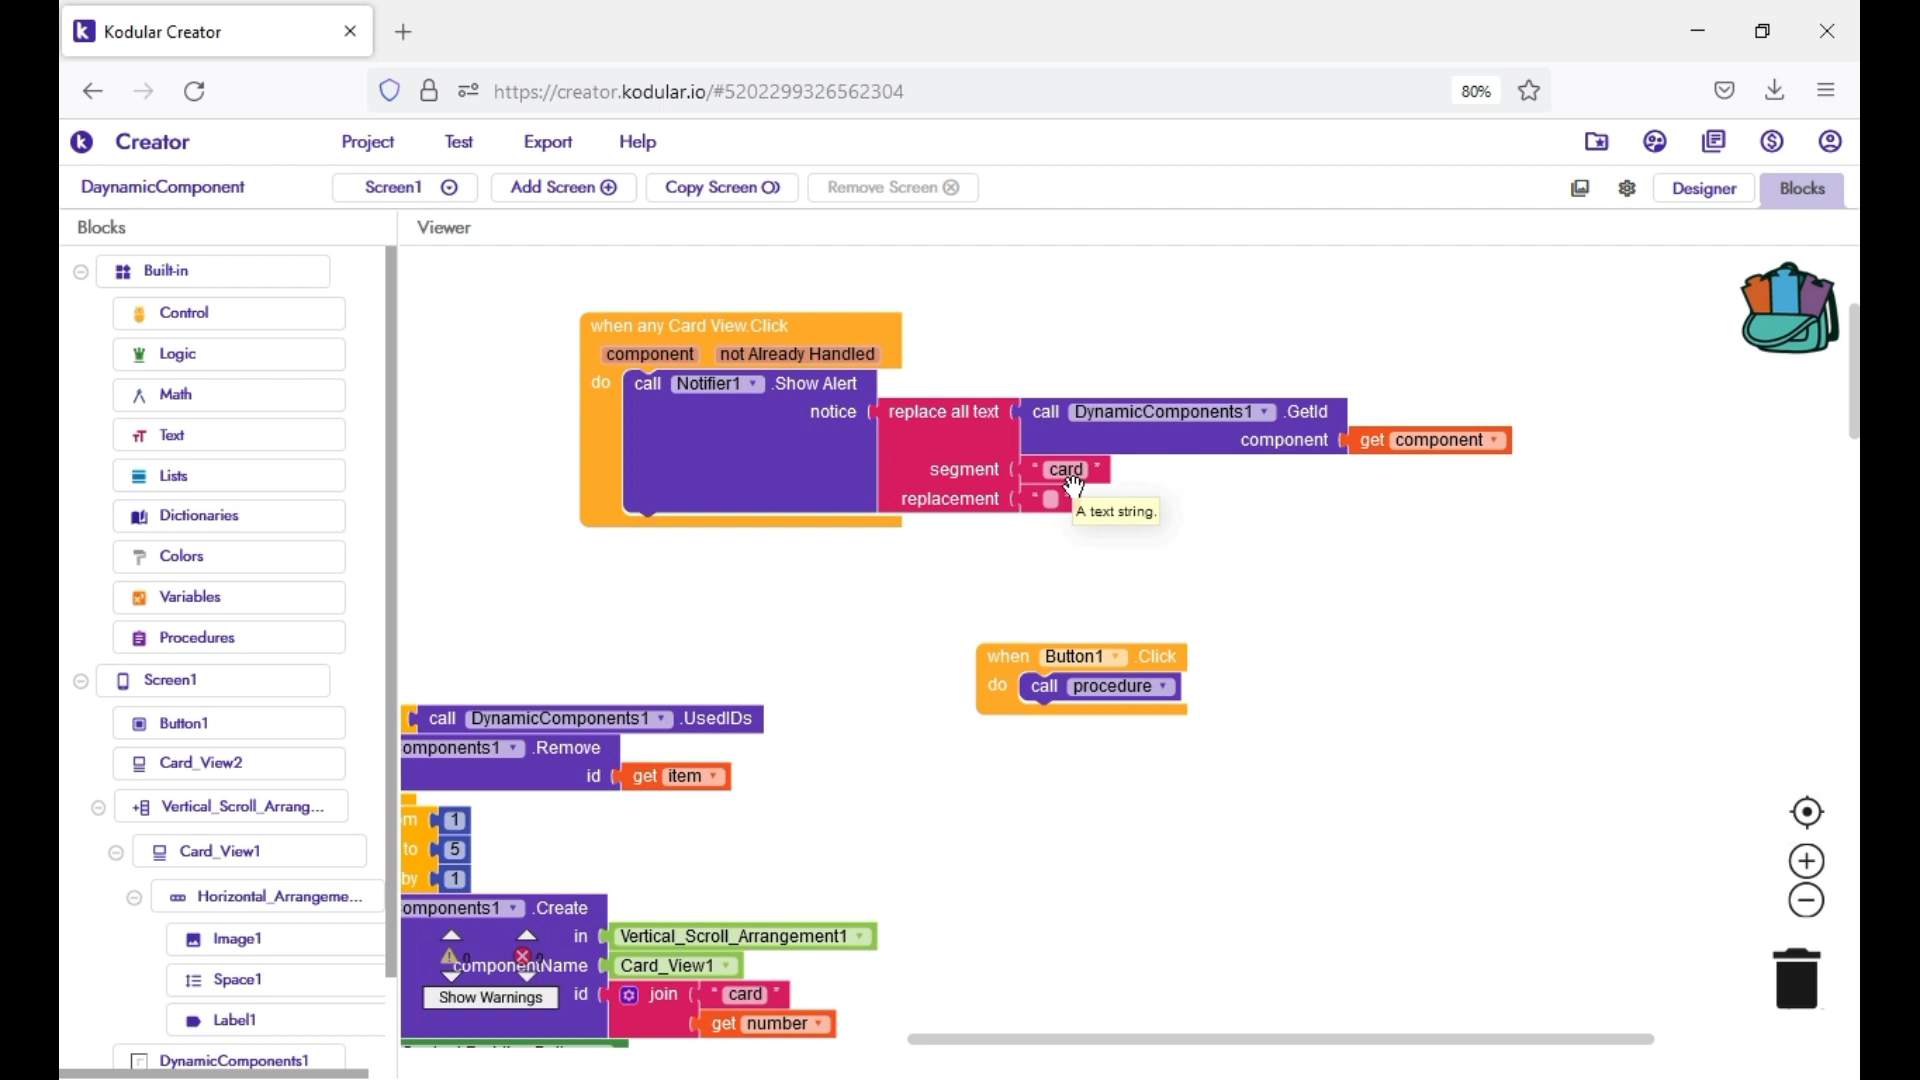 Kodular Creator
https://creator.kodular.io/#5202299326562304
80%
Creator
Project
Test
Export
Help
DaynamicComponent
Screen1
Add Screen
Copy Screen
Remove Screen
Designer
Blocks
Blocks
Viewer
Built-in
Control
Logic
Math
Text
Lists
Dictionaries
Colors
Variables
Procedures
Screen1
Button1
Card_View2
Vertical_Scroll_Arrang...
Card_View1
Horizontal_Arrangeme...
Image1
Space1
Label1
DynamicComponents1
when any Card View.Click
component not Already Handled
do call Notifier1 .Show Alert
notice replace all text call DynamicComponents1 .GetId
component get component
segment “ card ”
replacement “
A text string.
when Button1 .Click
do call procedure
call DynamicComponents1 .UsedIDs
omponents1 .Remove
id get item
om 1
to 5
by 1
omponents1 .Create
in Vertical_Scroll_Arrangement1
componentName Card_View1
Show Warnings
id join “ card ”
get number